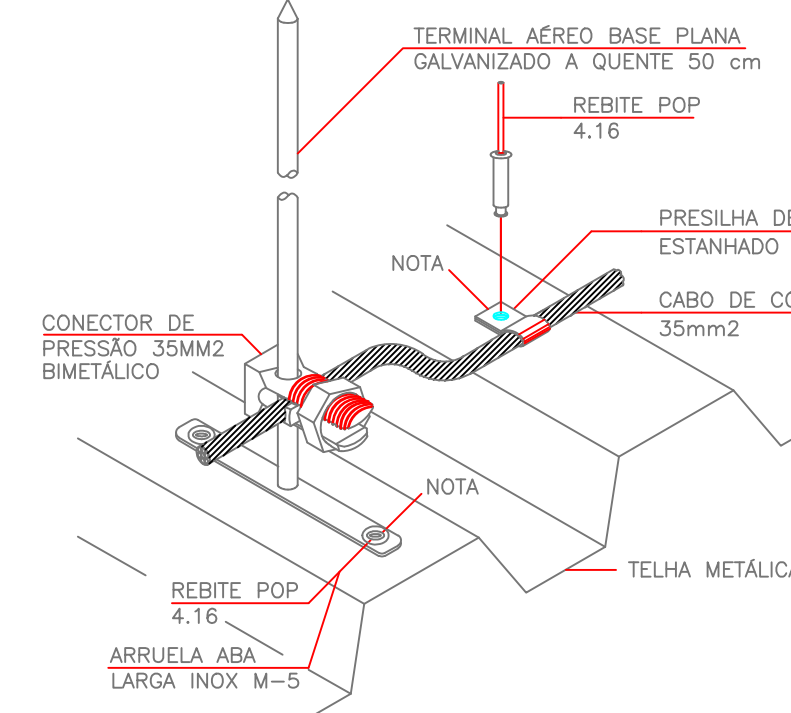 TERMINAL AÉREO BASE PLANA
GALVANIZADO A QUENTE 50 cm
REBITE POP
4.16
PRESILHA DE
ESTANHADO
NOTA
CABO DE
35mm2
CONECTOR DE
PRESSÃO 35MM2
BIMETÁLICO
NOTA
TELHA METÁLICA
REBITE POP
4.16
ARRUELA ABA
LARGA INOX M-5